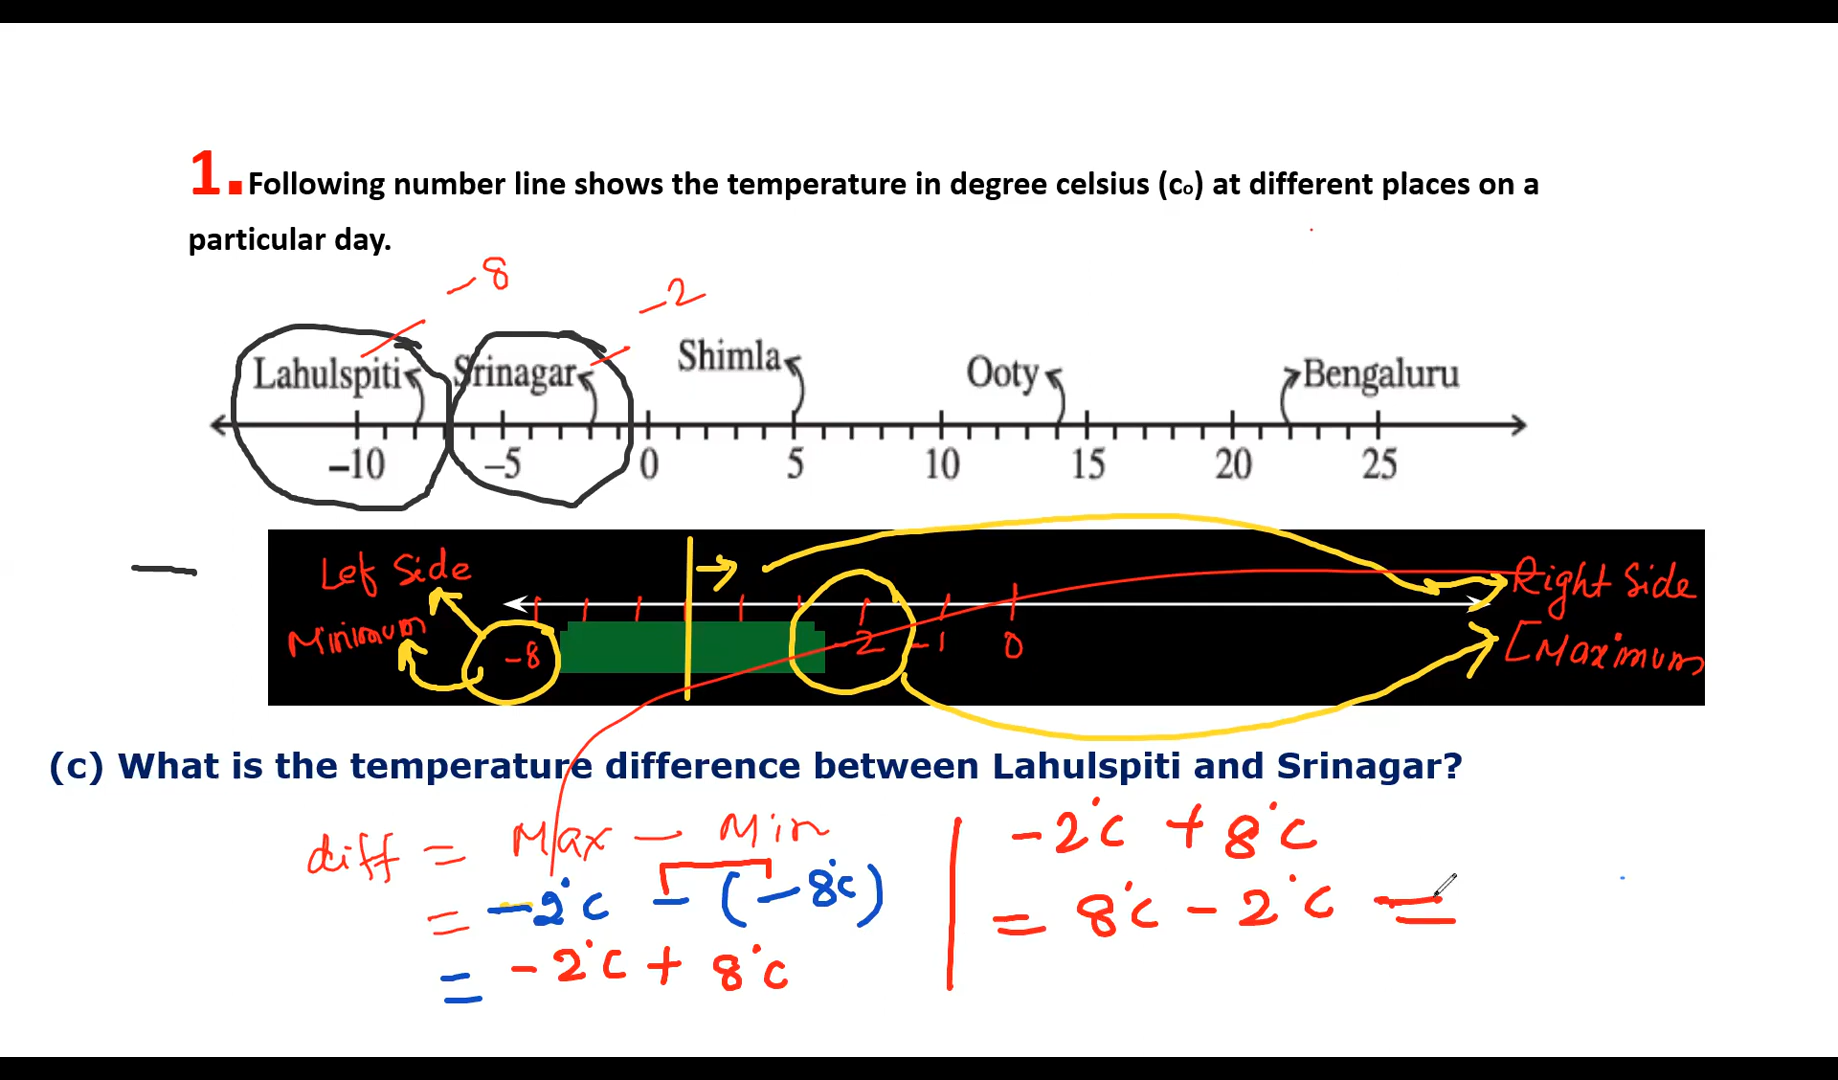 1.Following number line shows the temperature in degree celsius (co) at different places on a
particular day.
-8
-2
Lahulspiti Srinagar Shimla Ooty Bengaluru
-10 -5 0 5 10 15 20 25
Lef Side
Right Side
Minimum
-8 -2 -1 0
[Maximum
(c) What is the temperature difference between Lahulspiti and Srinagar?
diff = Max - Min
= -2°c - (-8°c)
= -2°c + 8°c
-2°c + 8°c
= 8°c - 2°c =